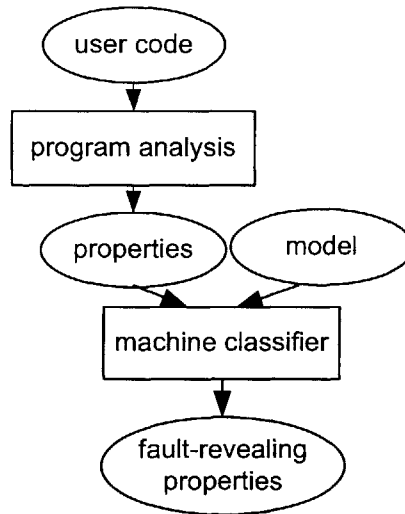 user code
program analysis
properties
model
machine classifier
fault-revealing
properties